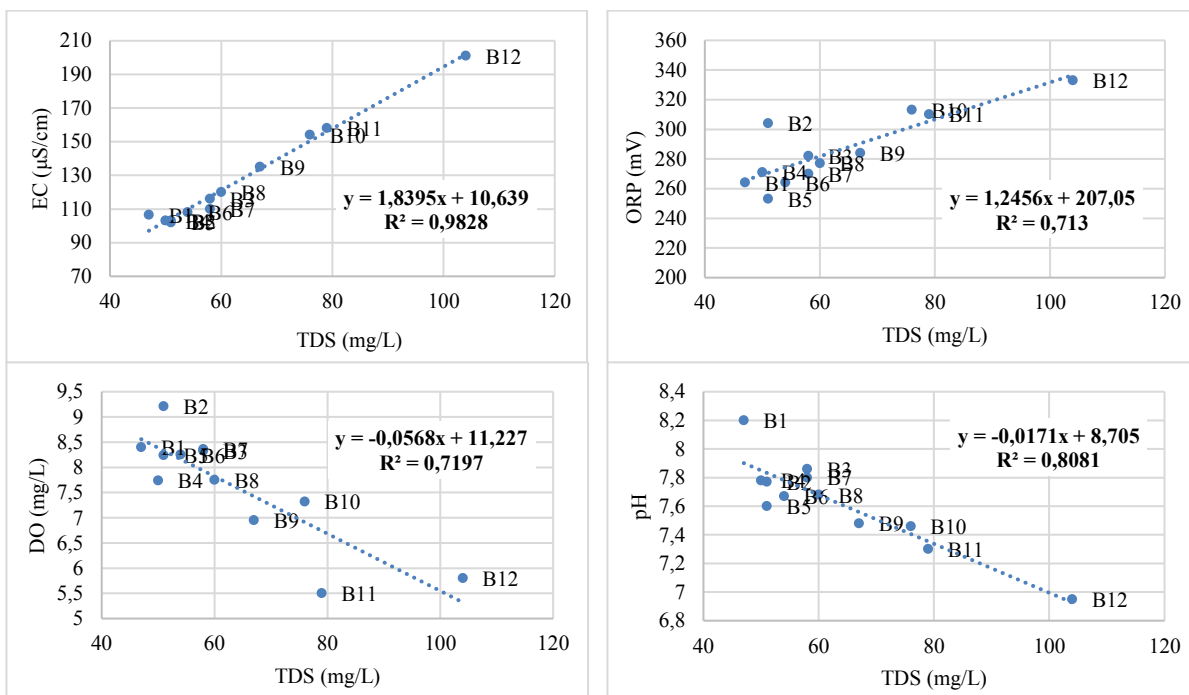 210
190
170
150
130
110
90
70
EC (µS/cm)
B12
B11
B10
B9
B8
B7
B6
B1
y = 1,8395x + 10,639
R² = 0,9828
40 60 80 100 120
TDS (mg/L)
360
340
320
300
280
260
240
220
200
ORP (mV)
B12
B10
B11
B2
B9
B3
B8
B4
B7
B1
B6
B5
y = 1,2456x + 207,05
R² = 0,713
40 60 80 100 120
TDS (mg/L)
9,5
9
8,5
8
7,5
7
6,5
6
5,5
5
DO (mg/L)
B2
B1
B5
B6
B4
B8
B10
B9
B12
B11
y = -0,0568x + 11,227
R² = 0,7197
40 60 80 100 120
TDS (mg/L)
8,4
8,2
8
7,8
7,6
7,4
7,2
7
6,8
pH
B1
B3
B7
B4
B2
B6
B8
B5
B9
B10
B11
B12
y = -0,0171x + 8,705
R² = 0,8081
40 60 80 100 120
TDS (mg/L)